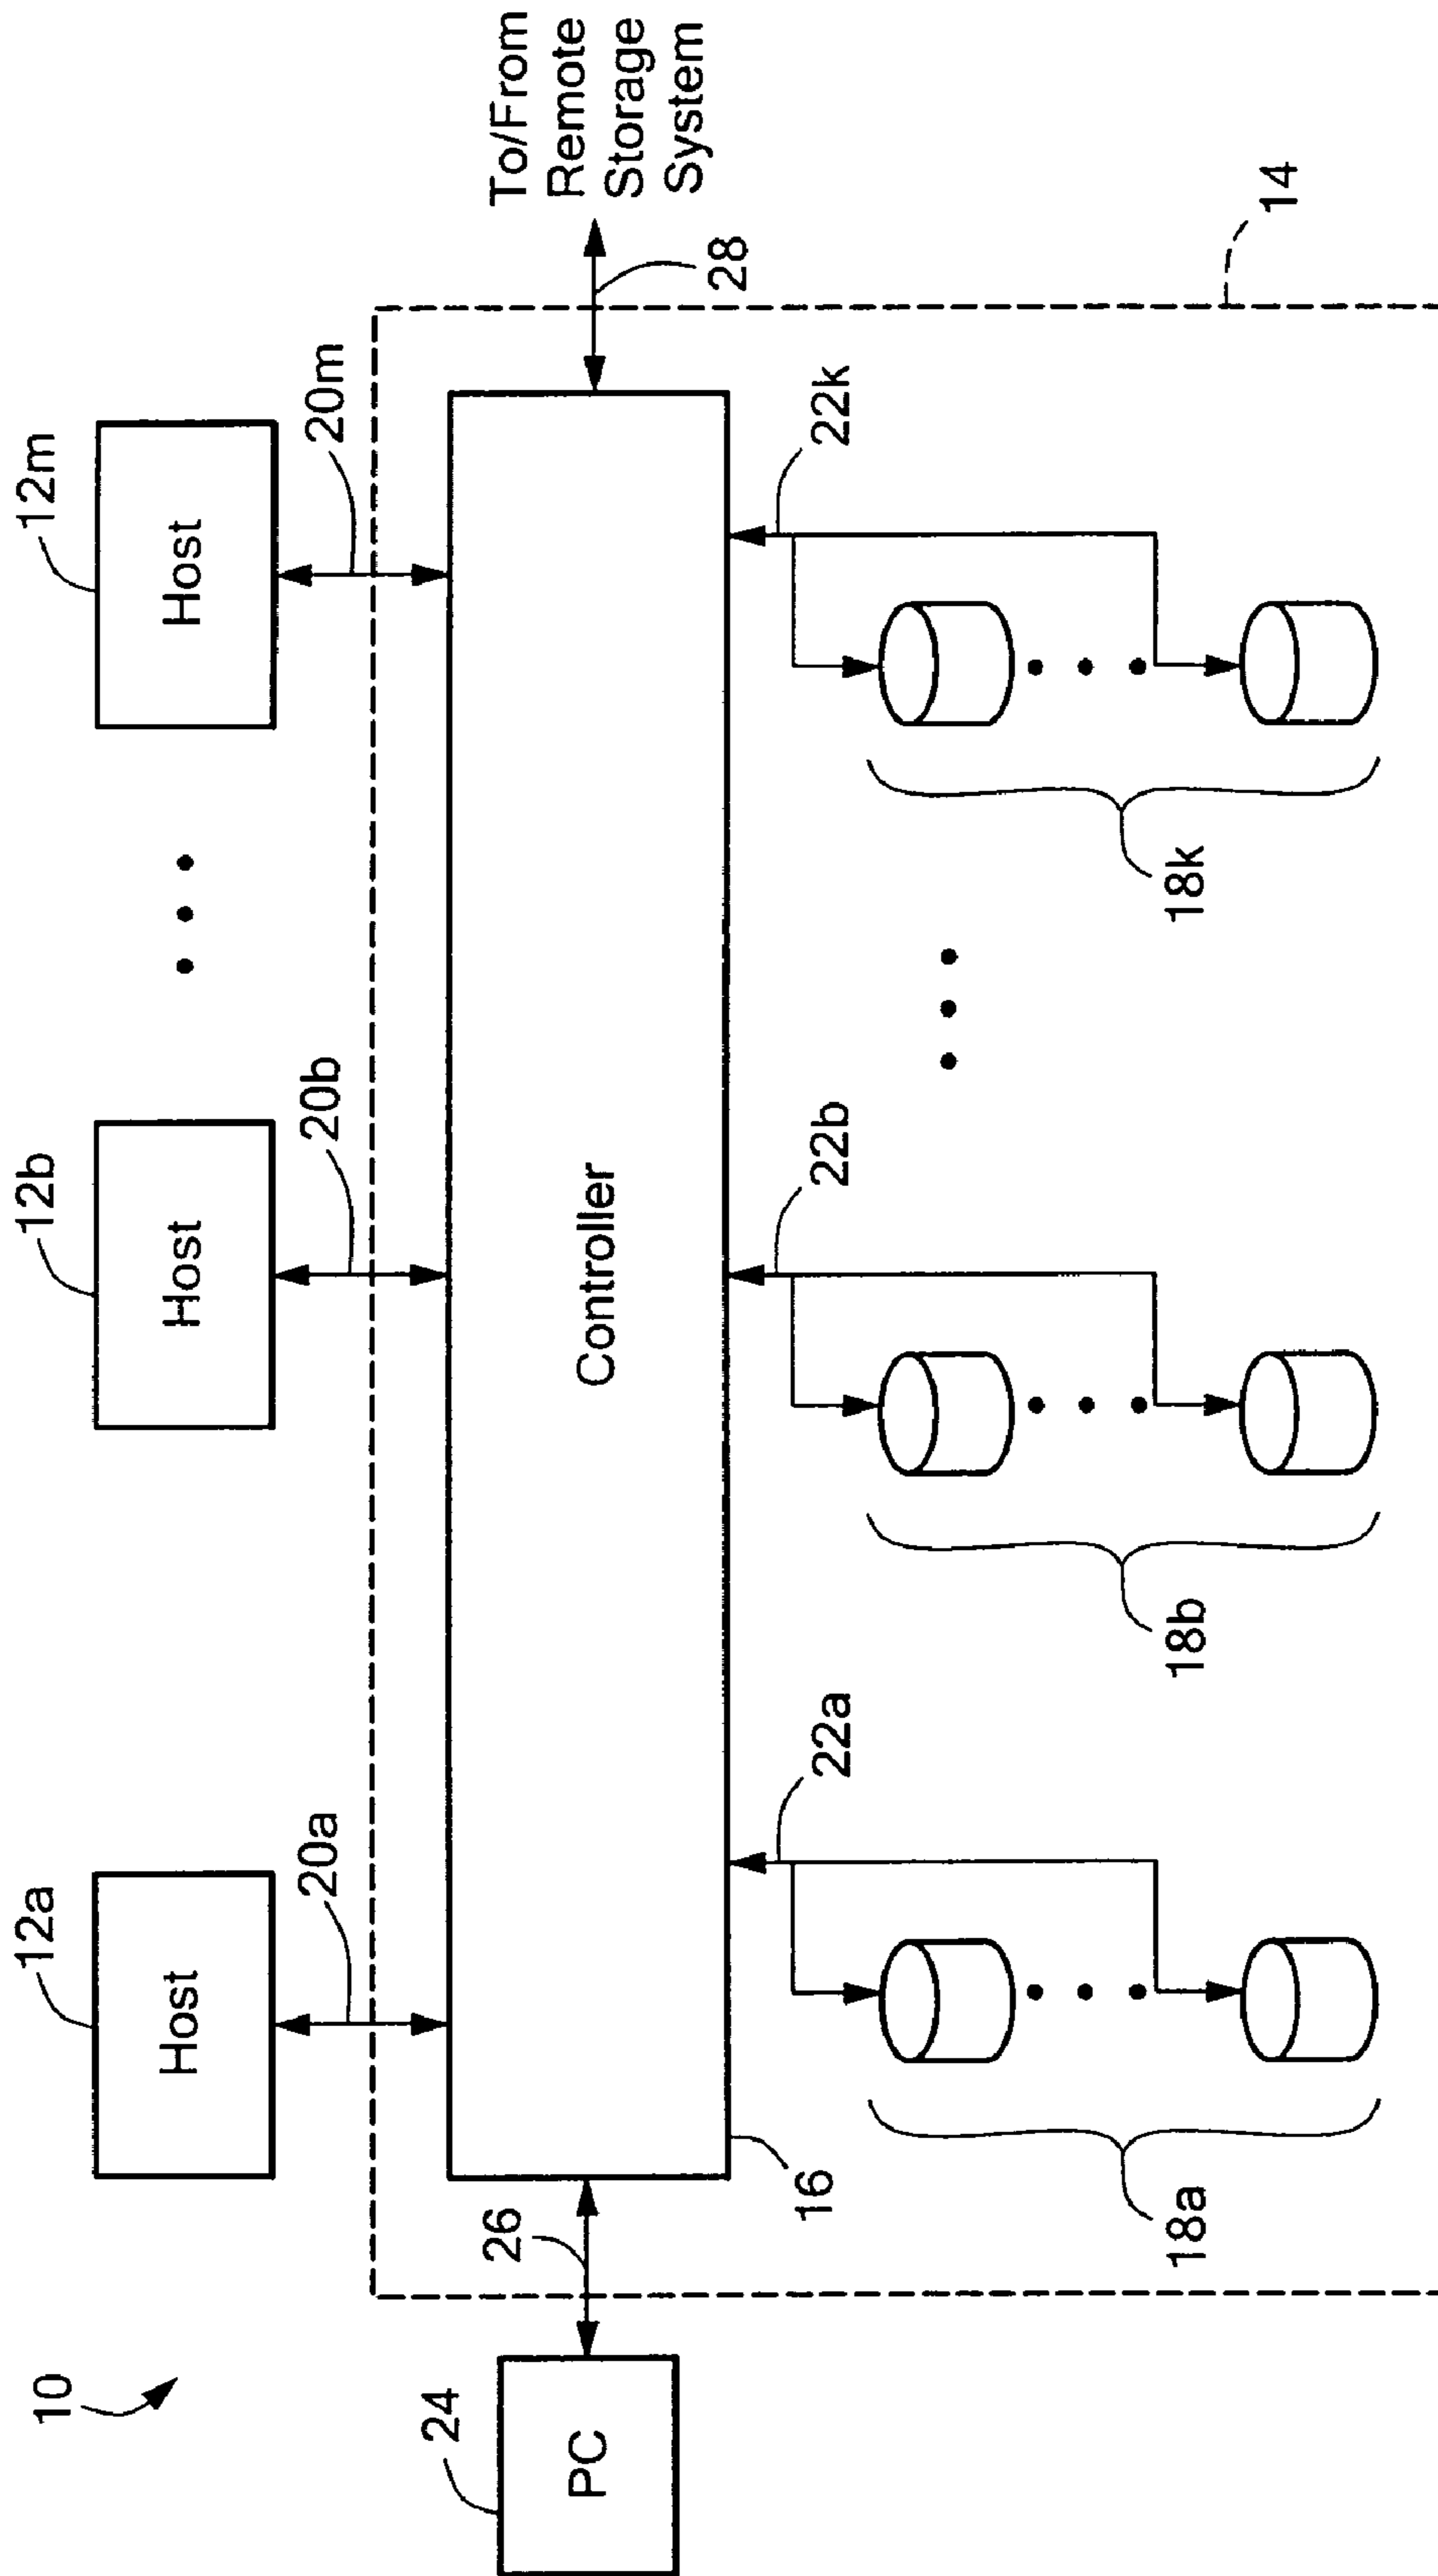 10
12a
12b
12m
Host
Host
Host
20a
20b
20m
To/From
Remote
Storage
System
24
PC
26
Controller
28
16
22a
22b
22k
18a
18b
18k
14